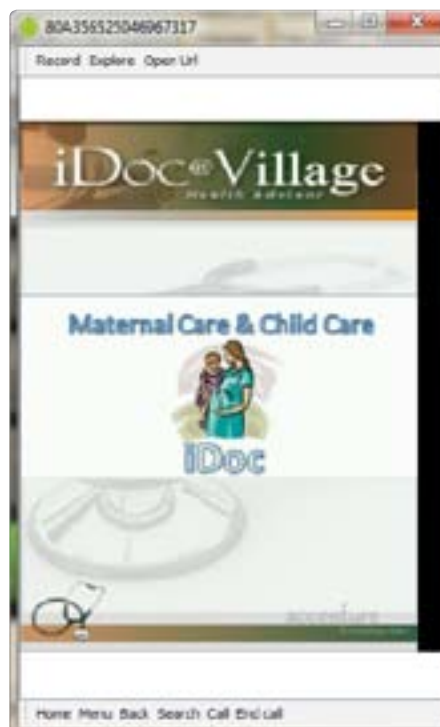 80A356525046967317
Record Explore Open Url
iDoc@Village
Health Advisor
Maternal Care & Child Care
iDoc
accenture
Home Menu Back Search Call End call